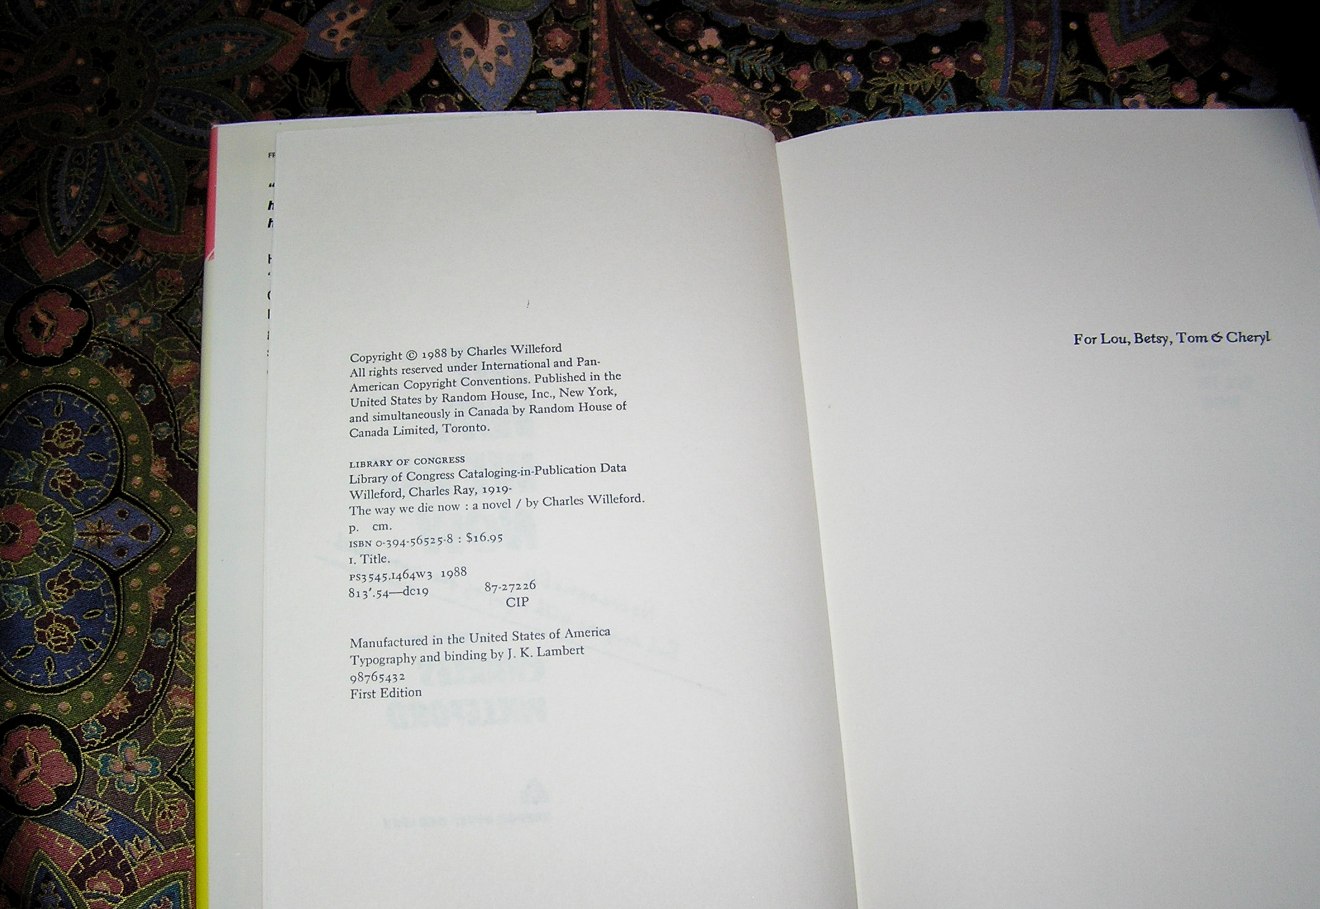 Copyright © 1988 by Charles Willeford
All rights reserved under International and Pan-
American Copyright Conventions. Published in the
United States by Random House, Inc., New York,
and simultaneously in Canada by Random House of
Canada Limited, Toronto.
LIBRARY OF CONGRESS
Library of Congress Cataloging-in-Publication Data
Willeford, Charles Ray, 1919-
The way we die now : a novel / by Charles Willeford.
p. cm.
ISBN 0-394-56525-8 : $16.95
1. Title.
PS3545.I464W3 1988
813'.54—dc19 87-27226
CIP
Manufactured in the United States of America
Typography and binding by J. K. Lambert
98765432
First Edition
For Lou, Betsy, Tom & Cheryl